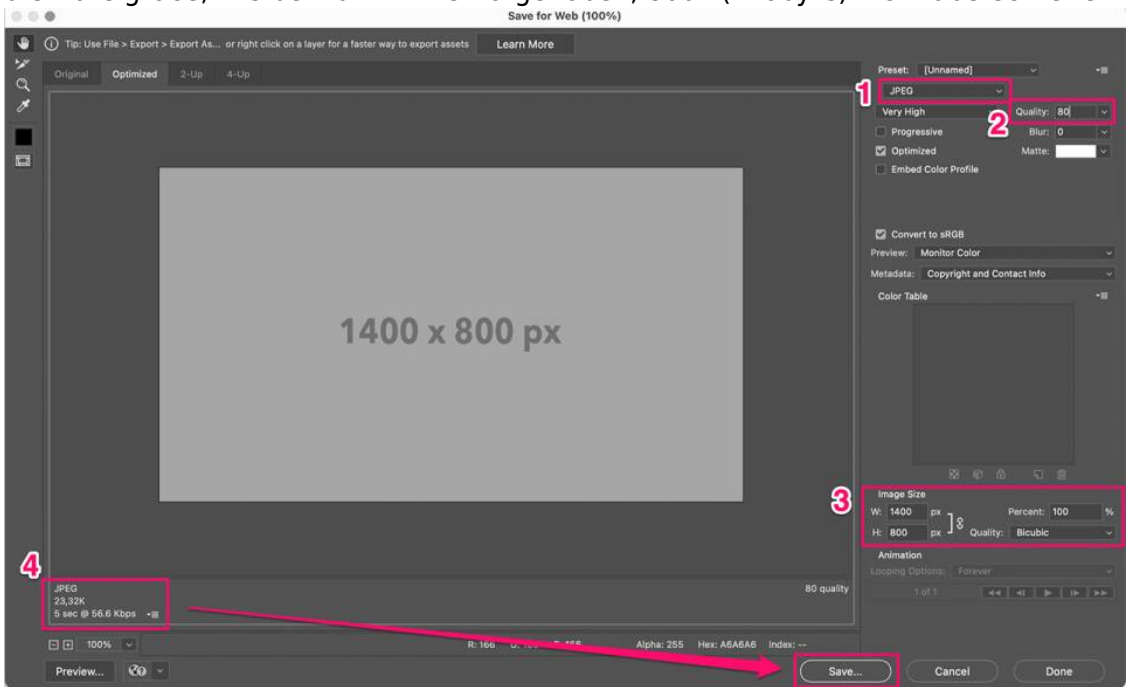 Save for Web (100%)
Tip: Use File > Export > Export As... or right click on a layer for a faster way to export assets Learn More
Original Optimized 2-Up 4-Up
Preset: [Unnamed]
1 JPEG
Very High 2 Quality: 80
Progressive Blur: 0
Optimized Matte:
Embed Color Profile
Convert to sRGB
Preview: Monitor Color
Metadata: Copyright and Contact Info
Color Table
1400 x 800 px
3 Image Size
W: 1400 px Percent: 100 %
H: 800 px Quality: Bicubic
Animation
Looping Options: Forever
1 of 1
4
JPEG 80 quality
23,32K
5 sec @ 56.6 Kbps
100% R: 166 Alpha: 255 Hex: A6A6A6 Index: --
Preview... Save... Cancel Done